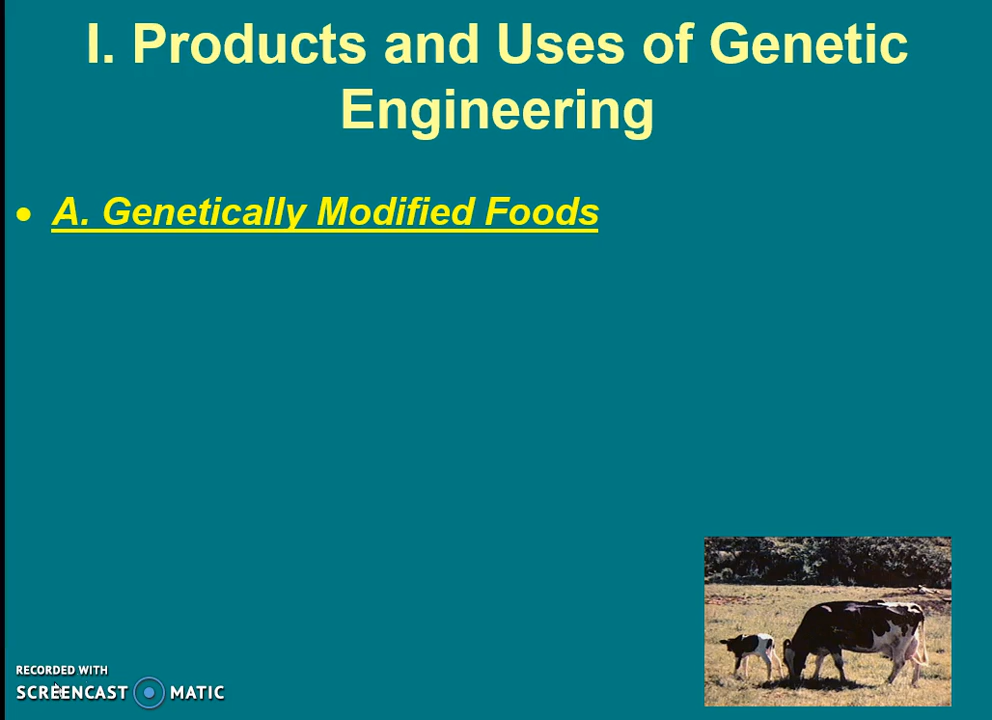 I. Products and Uses of Genetic
Engineering
• A. Genetically Modified Foods
RECORDED WITH
SCREENCAST MATIC